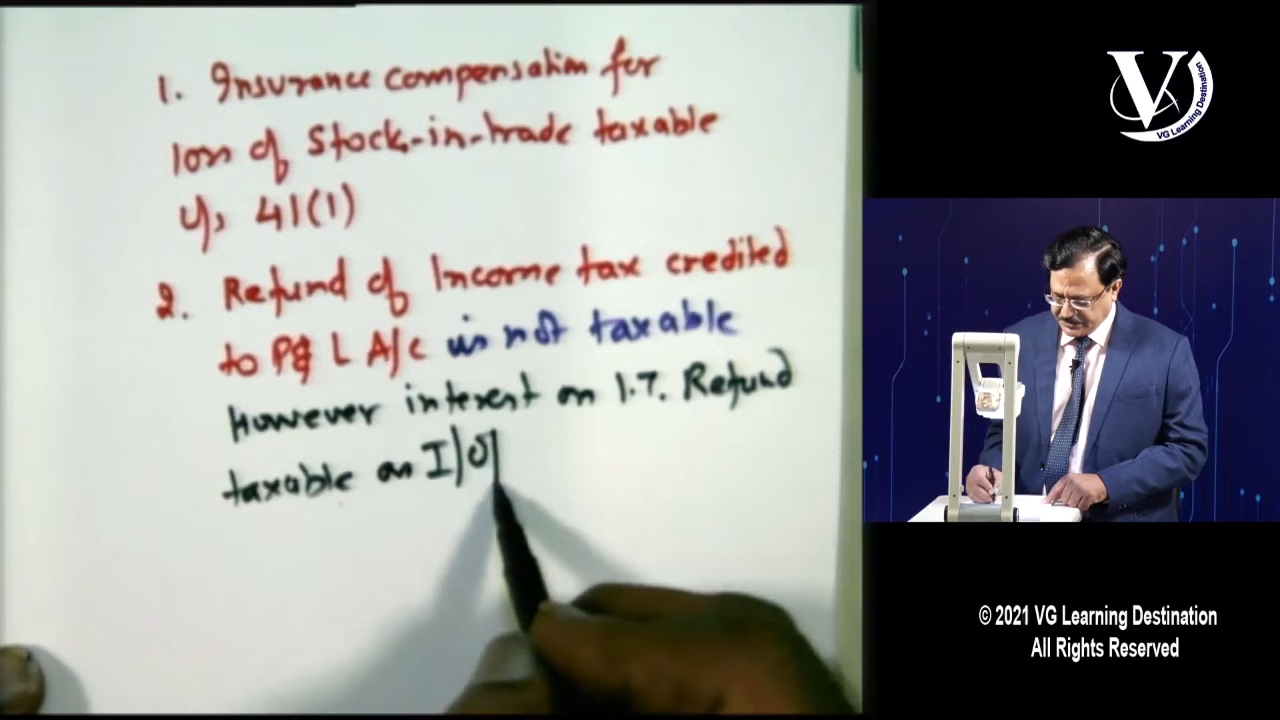 1. Insurance compensation for
loss of Stock-in-trade taxable
u/s 41(1)
2. Refund of Income tax credited
to P& L A/c is not taxable
However interest on I.T. Refund
taxable as I/O/
V
VG Learning Destination
© 2021 VG Learning Destination
All Rights Reserved